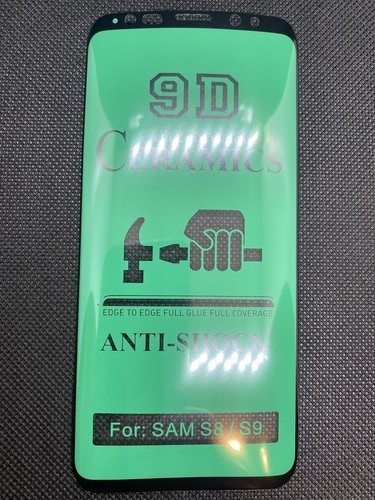 9D
CERAMICS
EDGE TO EDGE FULL GLUE FULL COVERAGE
ANTI-SHOCK
For: SAM S8 / S9